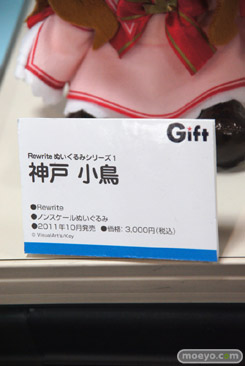 Gift
Rewrite ぬいぐるみシリーズ1
神戸 小鳥
●Rewrite
●ノンスケールぬいぐるみ
●2011年10月発売 ●価格: 3,000円(税込)
© VisualArt's/Key
moeyo.com